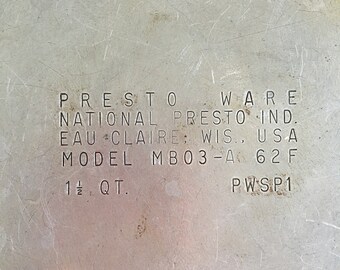 PRESTO WARE
NATIONAL PRESTO IND.
EAU CLAIRE, WIS., USA
MODEL MB03-A 62F
1½ QT. PWSP1